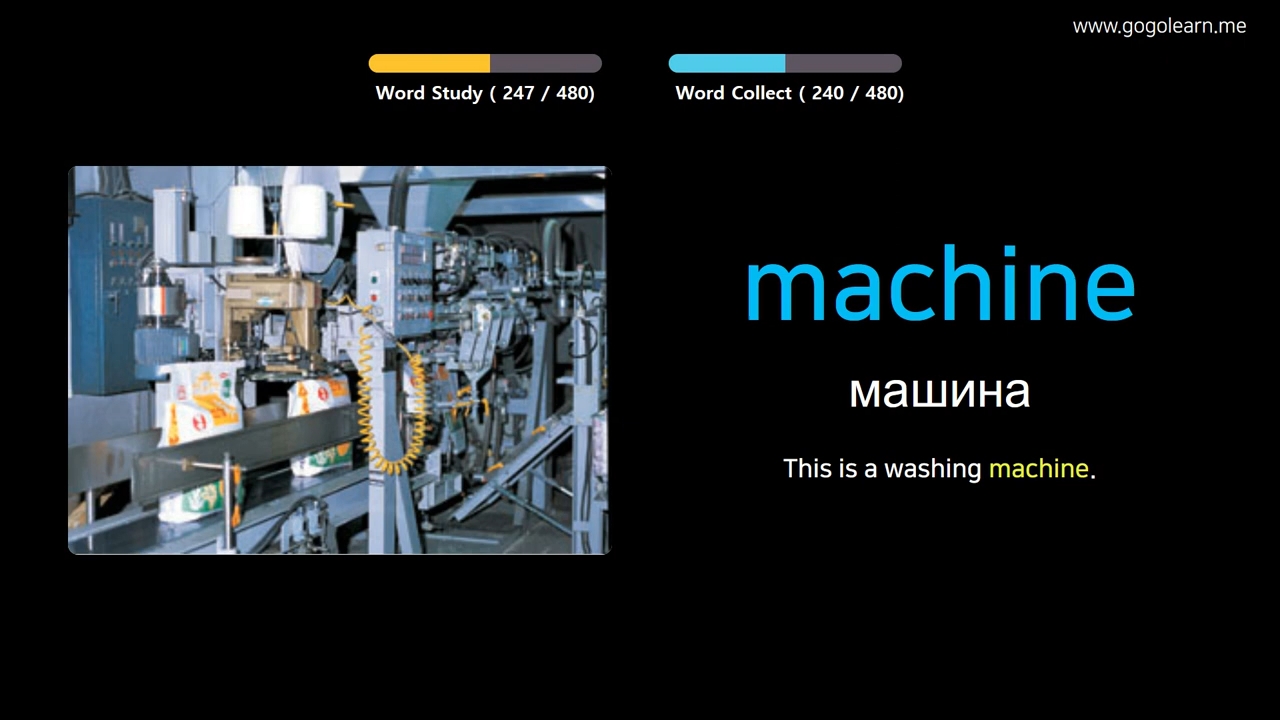 www.gogolearn.me
Word Study ( 247 / 480)
Word Collect ( 240 / 480)
machine
машина
This is a washing machine.